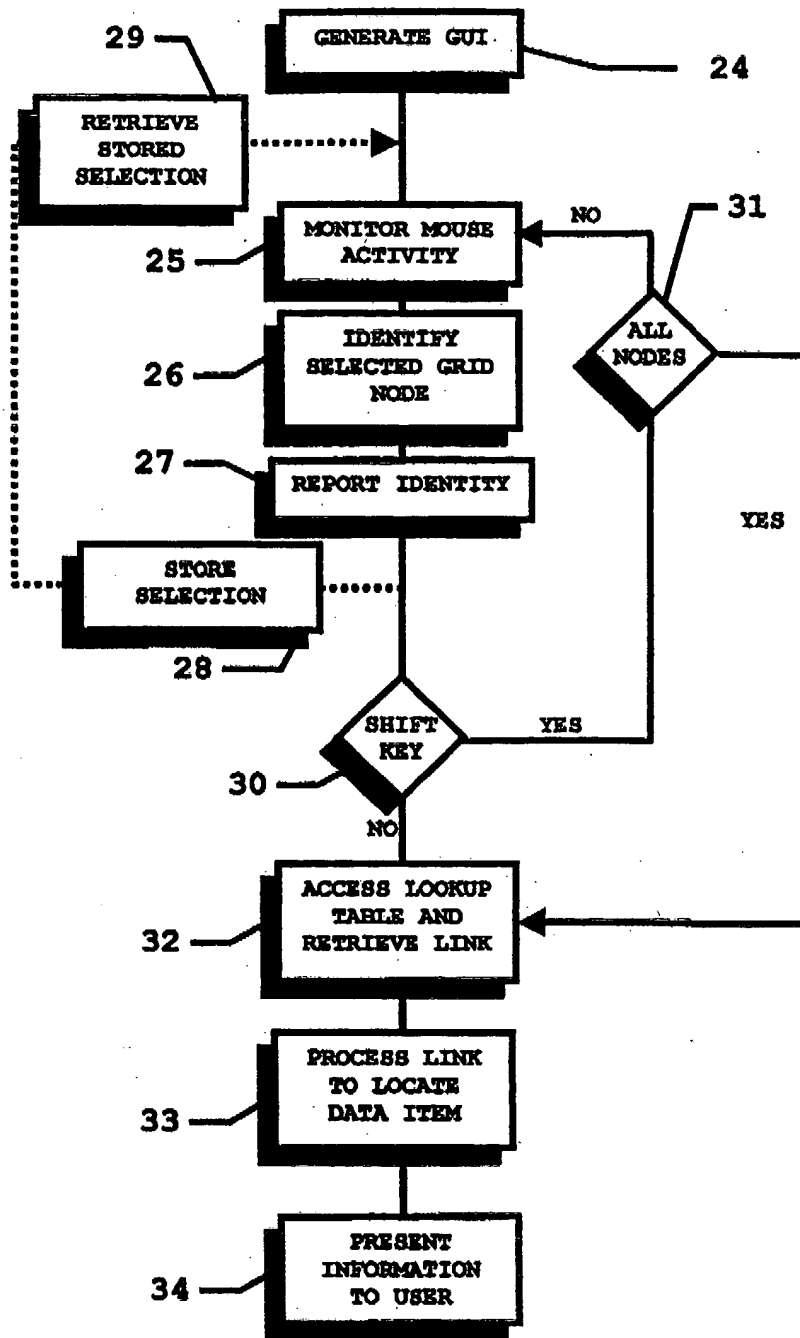 29
GENERATE GUI
24
RETRIEVE
STORED
SELECTION
31
NO
MONITOR MOUSE
ACTIVITY
25
ALL
NODES
IDENTIFY
SELECTED GRID
NODE
26
27
REPORT IDENTITY
YES
STORE
SELECTION
28
SHIFT
KEY
YES
30
NO
ACCESS LOOKUP
TABLE AND
RETRIEVE LINK
32
PROCESS LINK
TO LOCATE
DATA ITEM
33
PRESENT
INFORMATION
TO USER
34